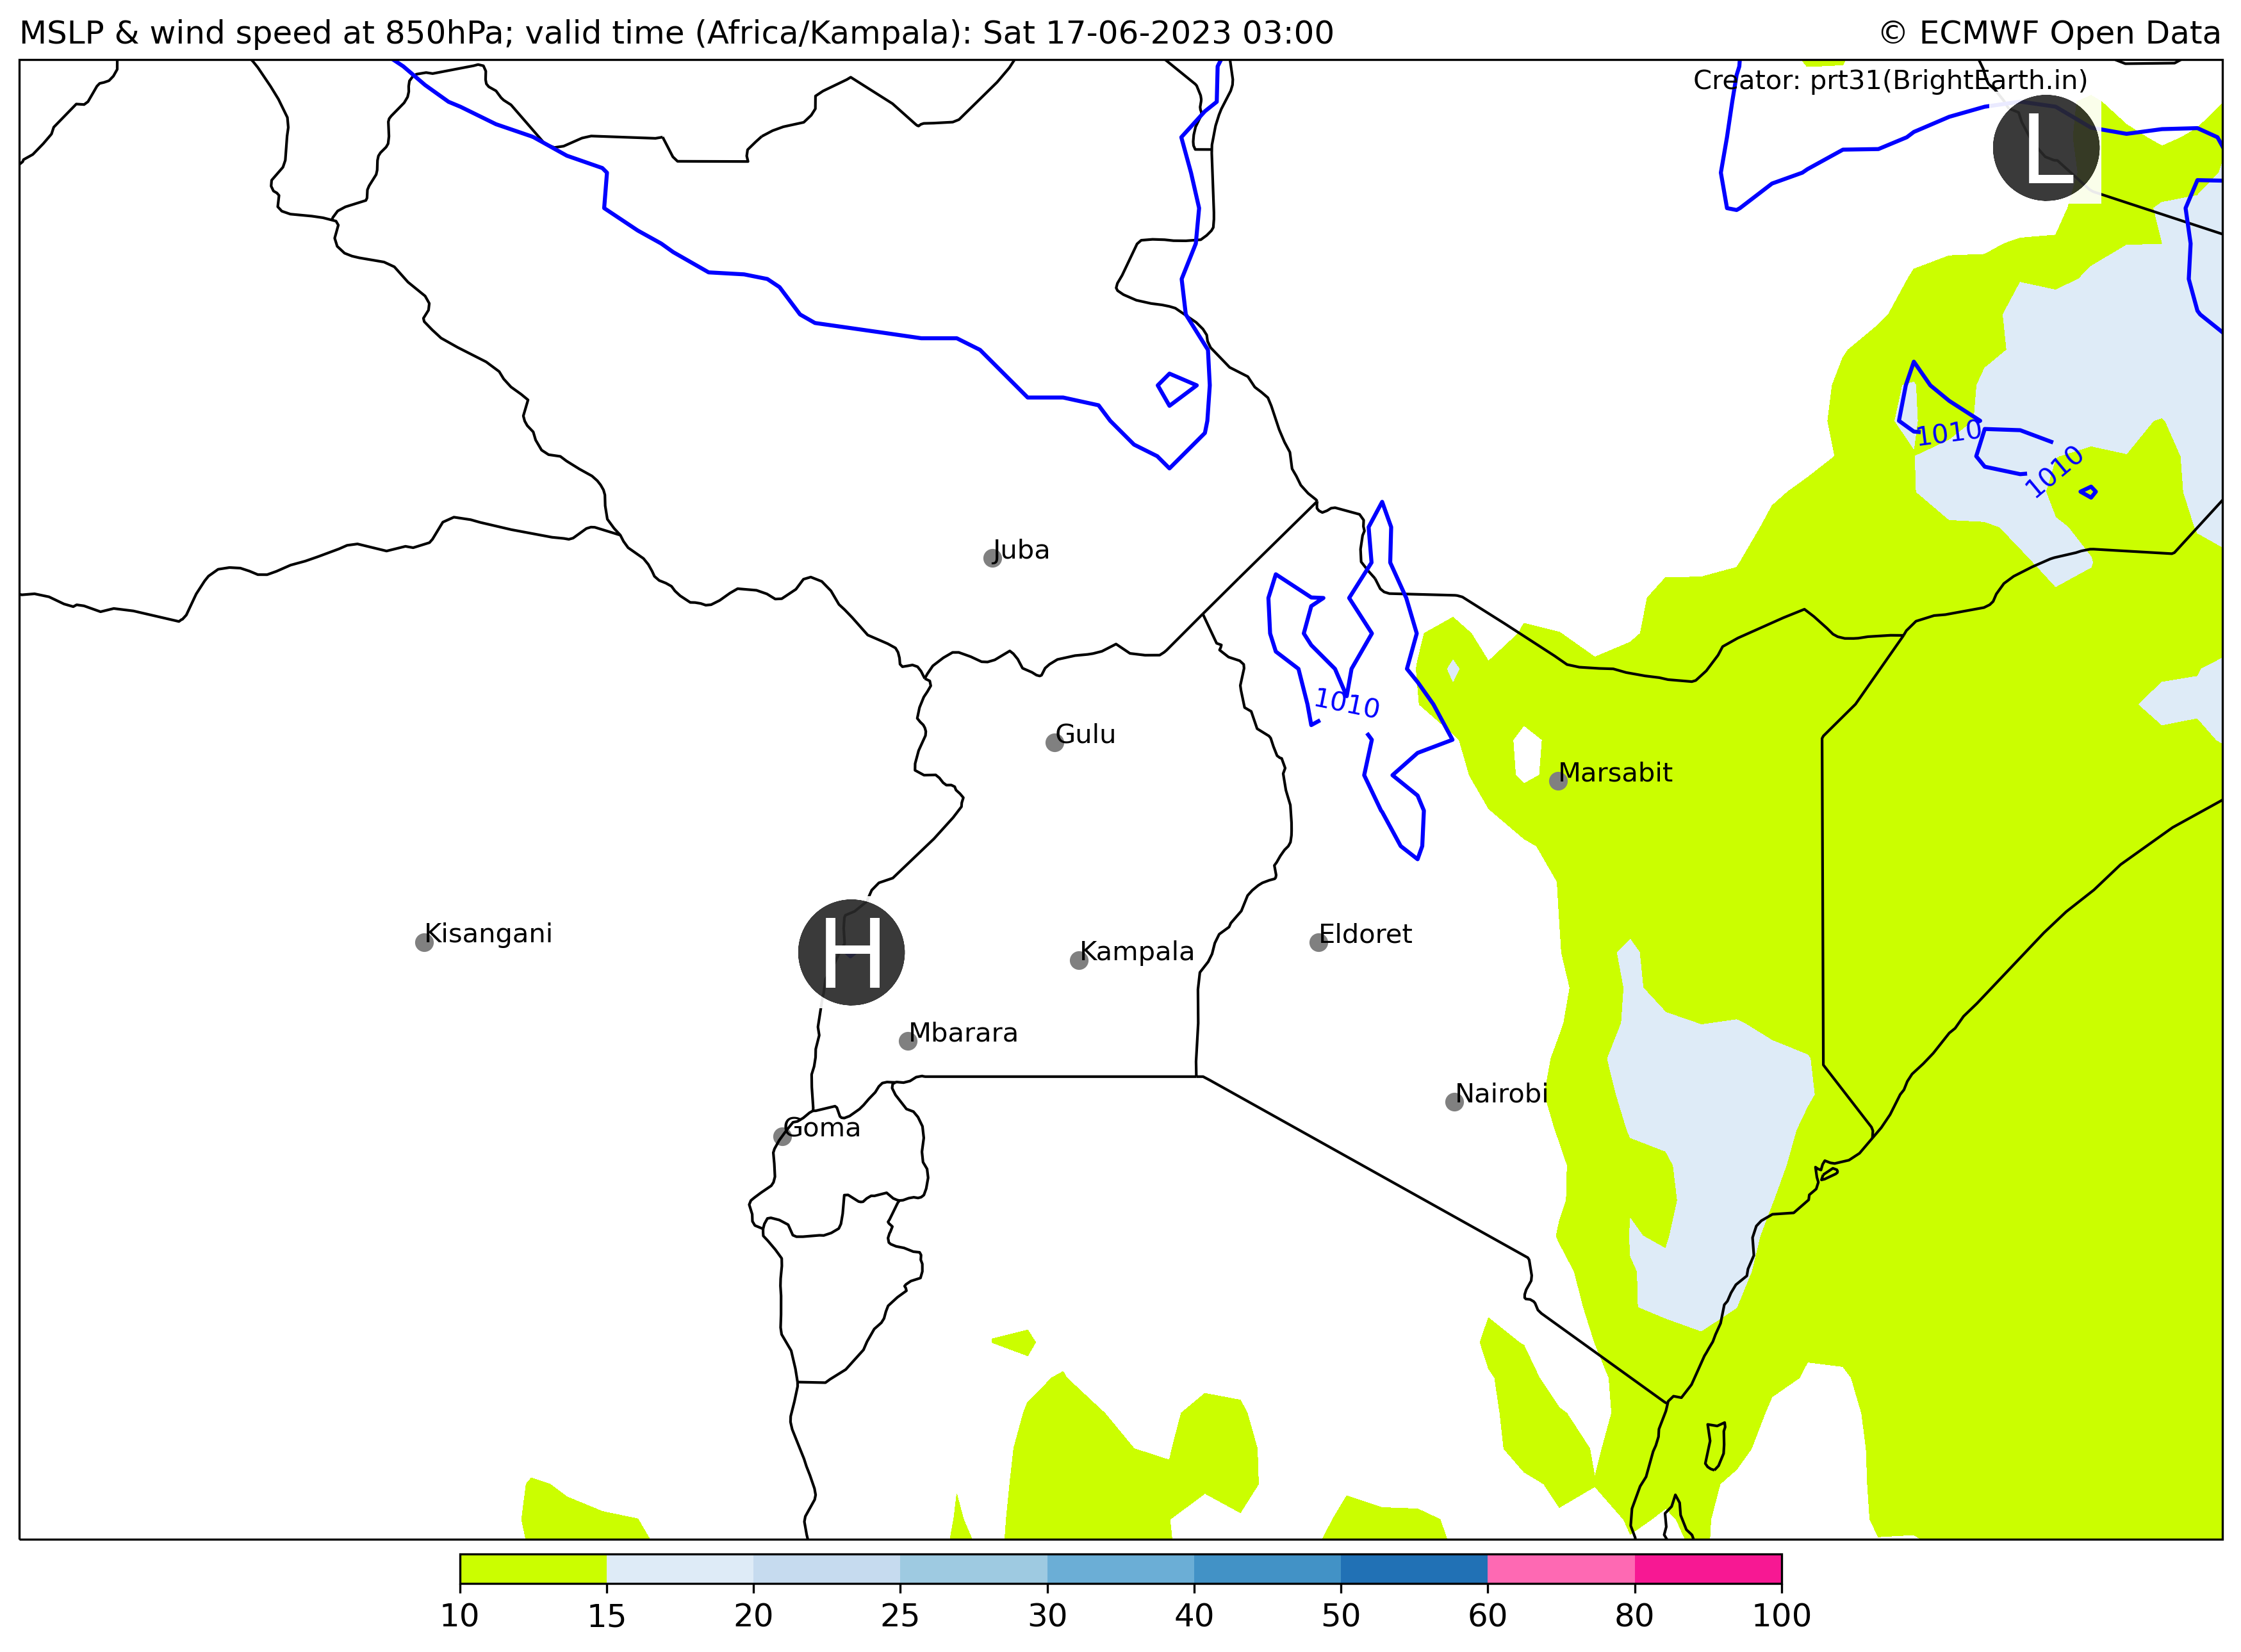 MSLP & wind speed at 850hPa; valid time (Africa/Kampala): Sat 17-06-2023 03:00
© ECMWF Open Data
Creator: prt31(BrightEarth.in)
L
1010
1010
Juba
1010
Gulu
Marsabit
Kisangani
H
Kampala
Eldoret
Mbarara
Nairobi
Goma
10 15 20 25 30 40 50 60 80 100